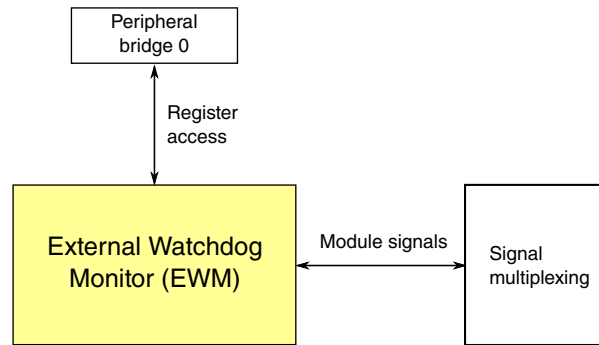 Peripheral
bridge 0
Register
access
External Watchdog
Monitor (EWM)
Module signals
Signal
multiplexing